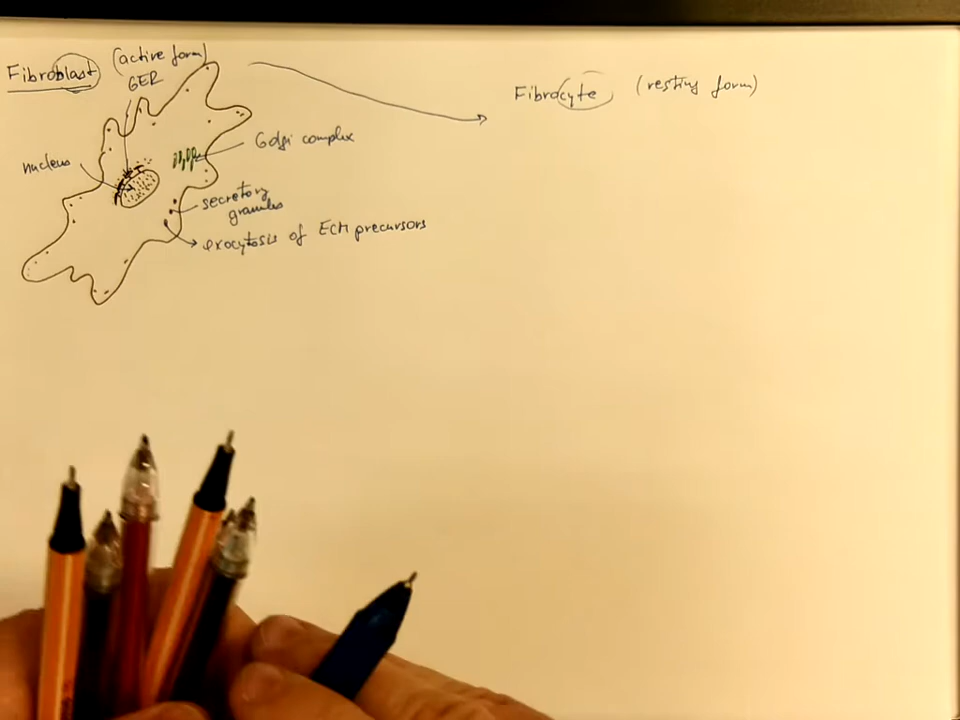 Fibroblast (active form)
GER
Fibrocyte (resting form)
Golgi complex
nucleus
secretory
granules
exocytosis of ECM precursors